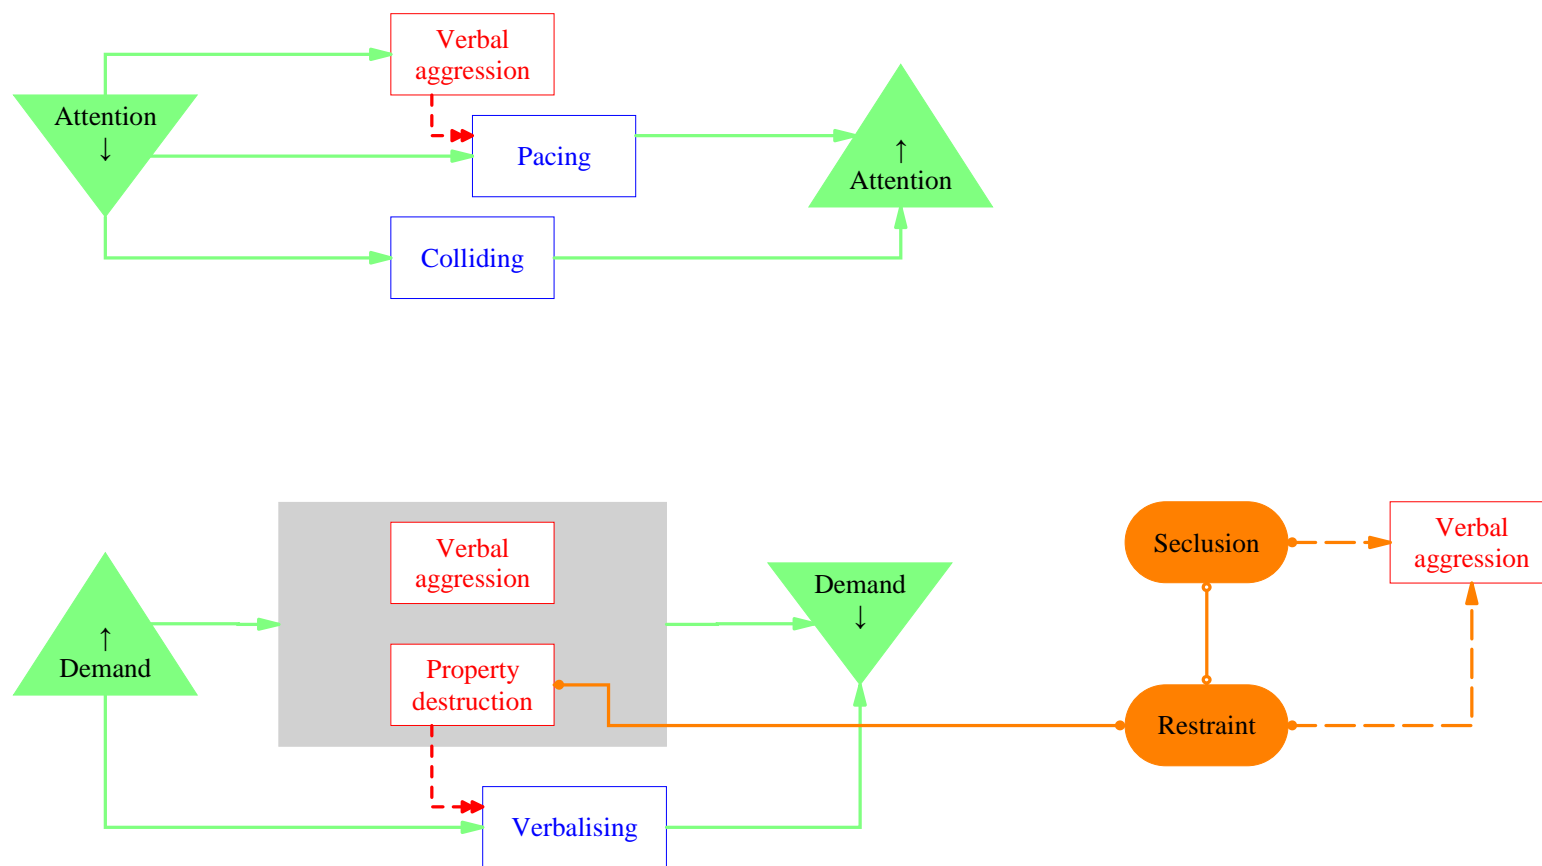 Verbal
aggression
Attention
↓
Pacing
↑
Attention
Colliding
Verbal
aggression
Seclusion
Verbal
aggression
Demand
↓
↑
Demand
Property
destruction
Restraint
Verbalising